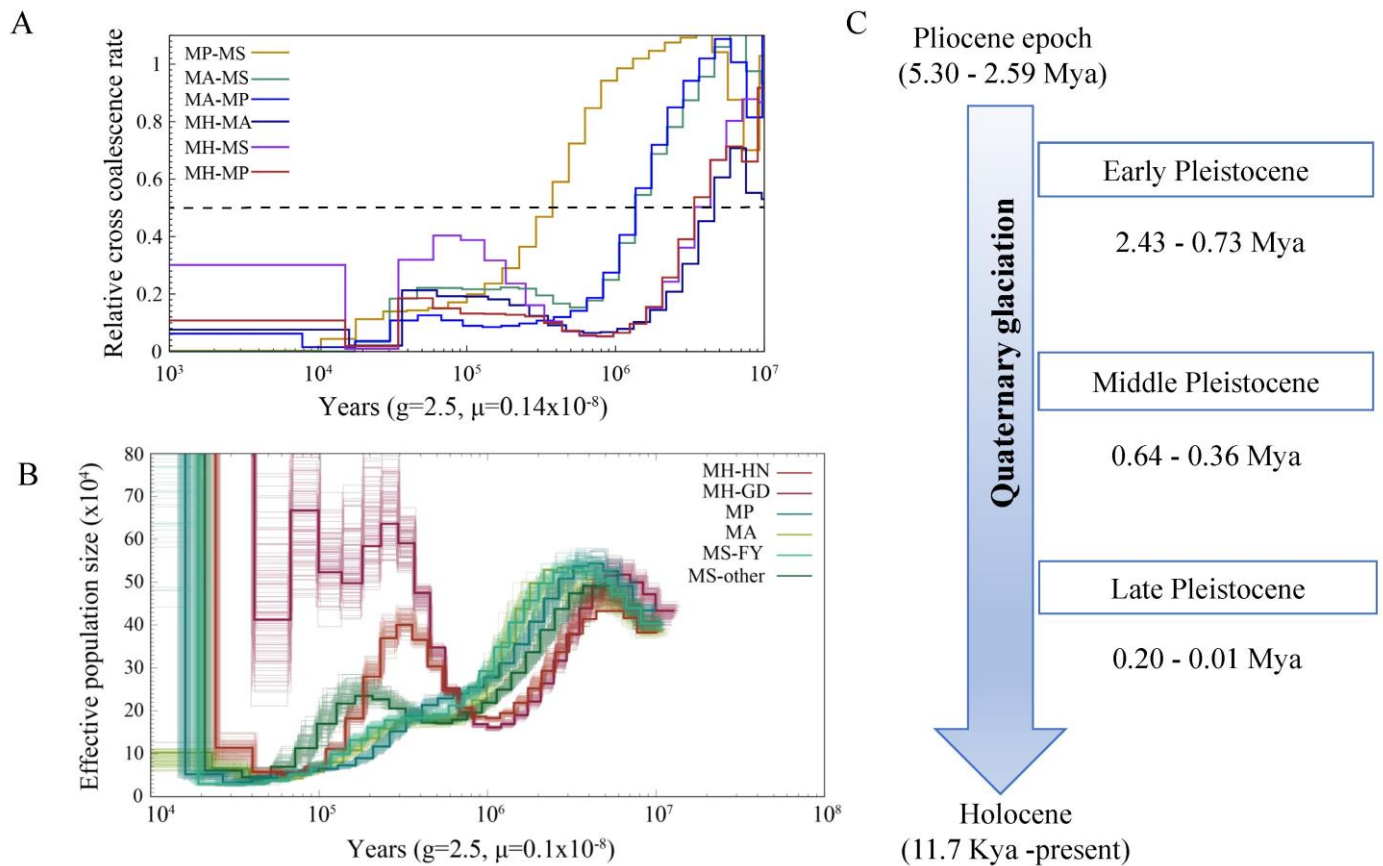 A
Relative cross coalescence rate
1
0.8
0.6
0.4
0.2
0
MP-MS
MA-MS
MA-MP
MH-MA
MH-MS
MH-MP
10³ 10⁴ 10⁵ 10⁶ 10⁷
Years (g=2.5, μ=0.14x10⁻⁸)
B
Effective population size (x10⁴)
80
70
60
50
40
30
20
10
0
MH-HN
MH-GD
MP
MA
MS-FY
MS-other
10⁴ 10⁵ 10⁶ 10⁷ 10⁸
Years (g=2.5, μ=0.1x10⁻⁸)
C
Pliocene epoch
(5.30 - 2.59 Mya)
Quaternary glaciation
Early Pleistocene
2.43 - 0.73 Mya
Middle Pleistocene
0.64 - 0.36 Mya
Late Pleistocene
0.20 - 0.01 Mya
Holocene
(11.7 Kya -present)